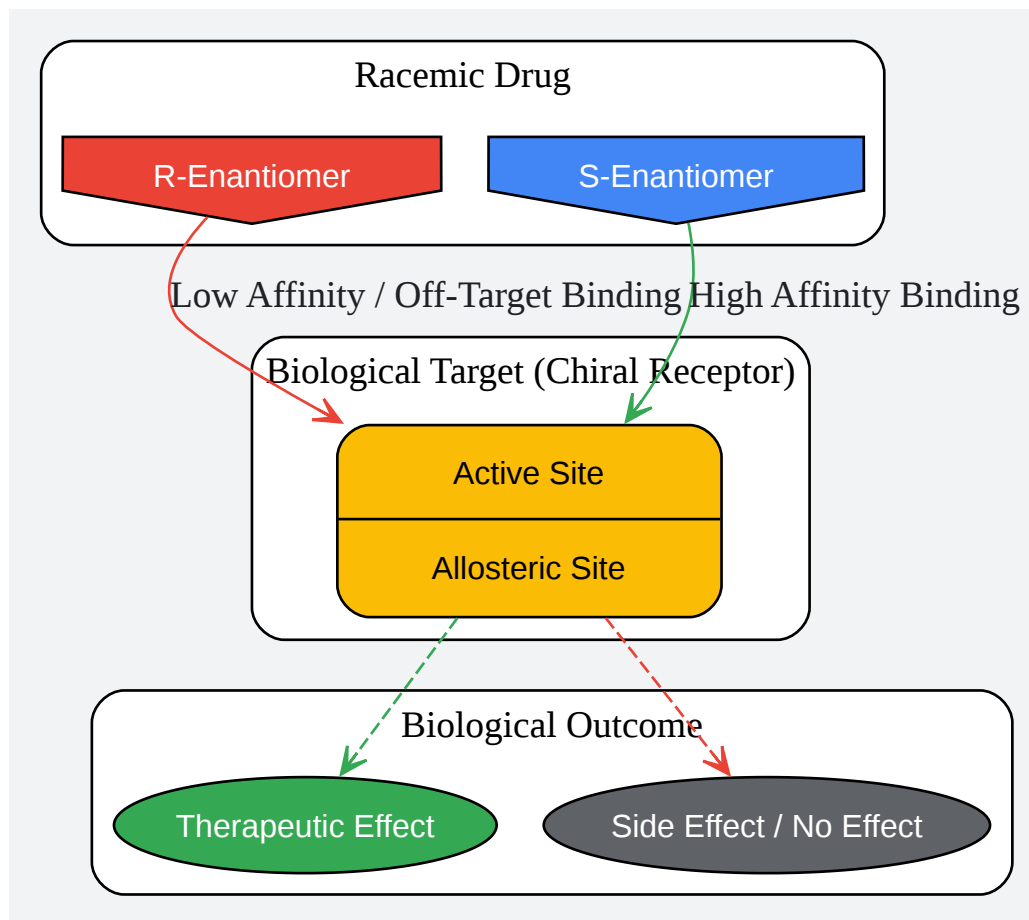 Racemic Drug
R-Enantiomer
S-Enantiomer
Low Affinity / Off-Target Binding
High Affinity Binding
Biological Target (Chiral Receptor)
Active Site
Allosteric Site
Biological Outcome
Therapeutic Effect
Side Effect / No Effect